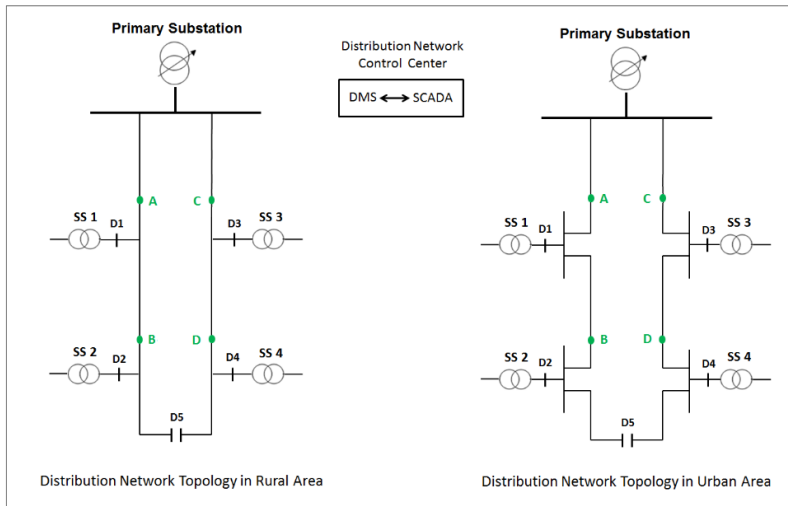 Primary Substation
Distribution Network
Control Center
DMS SCADA
Primary Substation
A C
SS 1 D1 D3 SS 3
B D
SS 2 D2 D4 SS 4
D5
Distribution Network Topology in Rural Area
A C
SS 1 D1 D3 SS 3
B D
SS 2 D2 D4 SS 4
D5
Distribution Network Topology in Urban Area